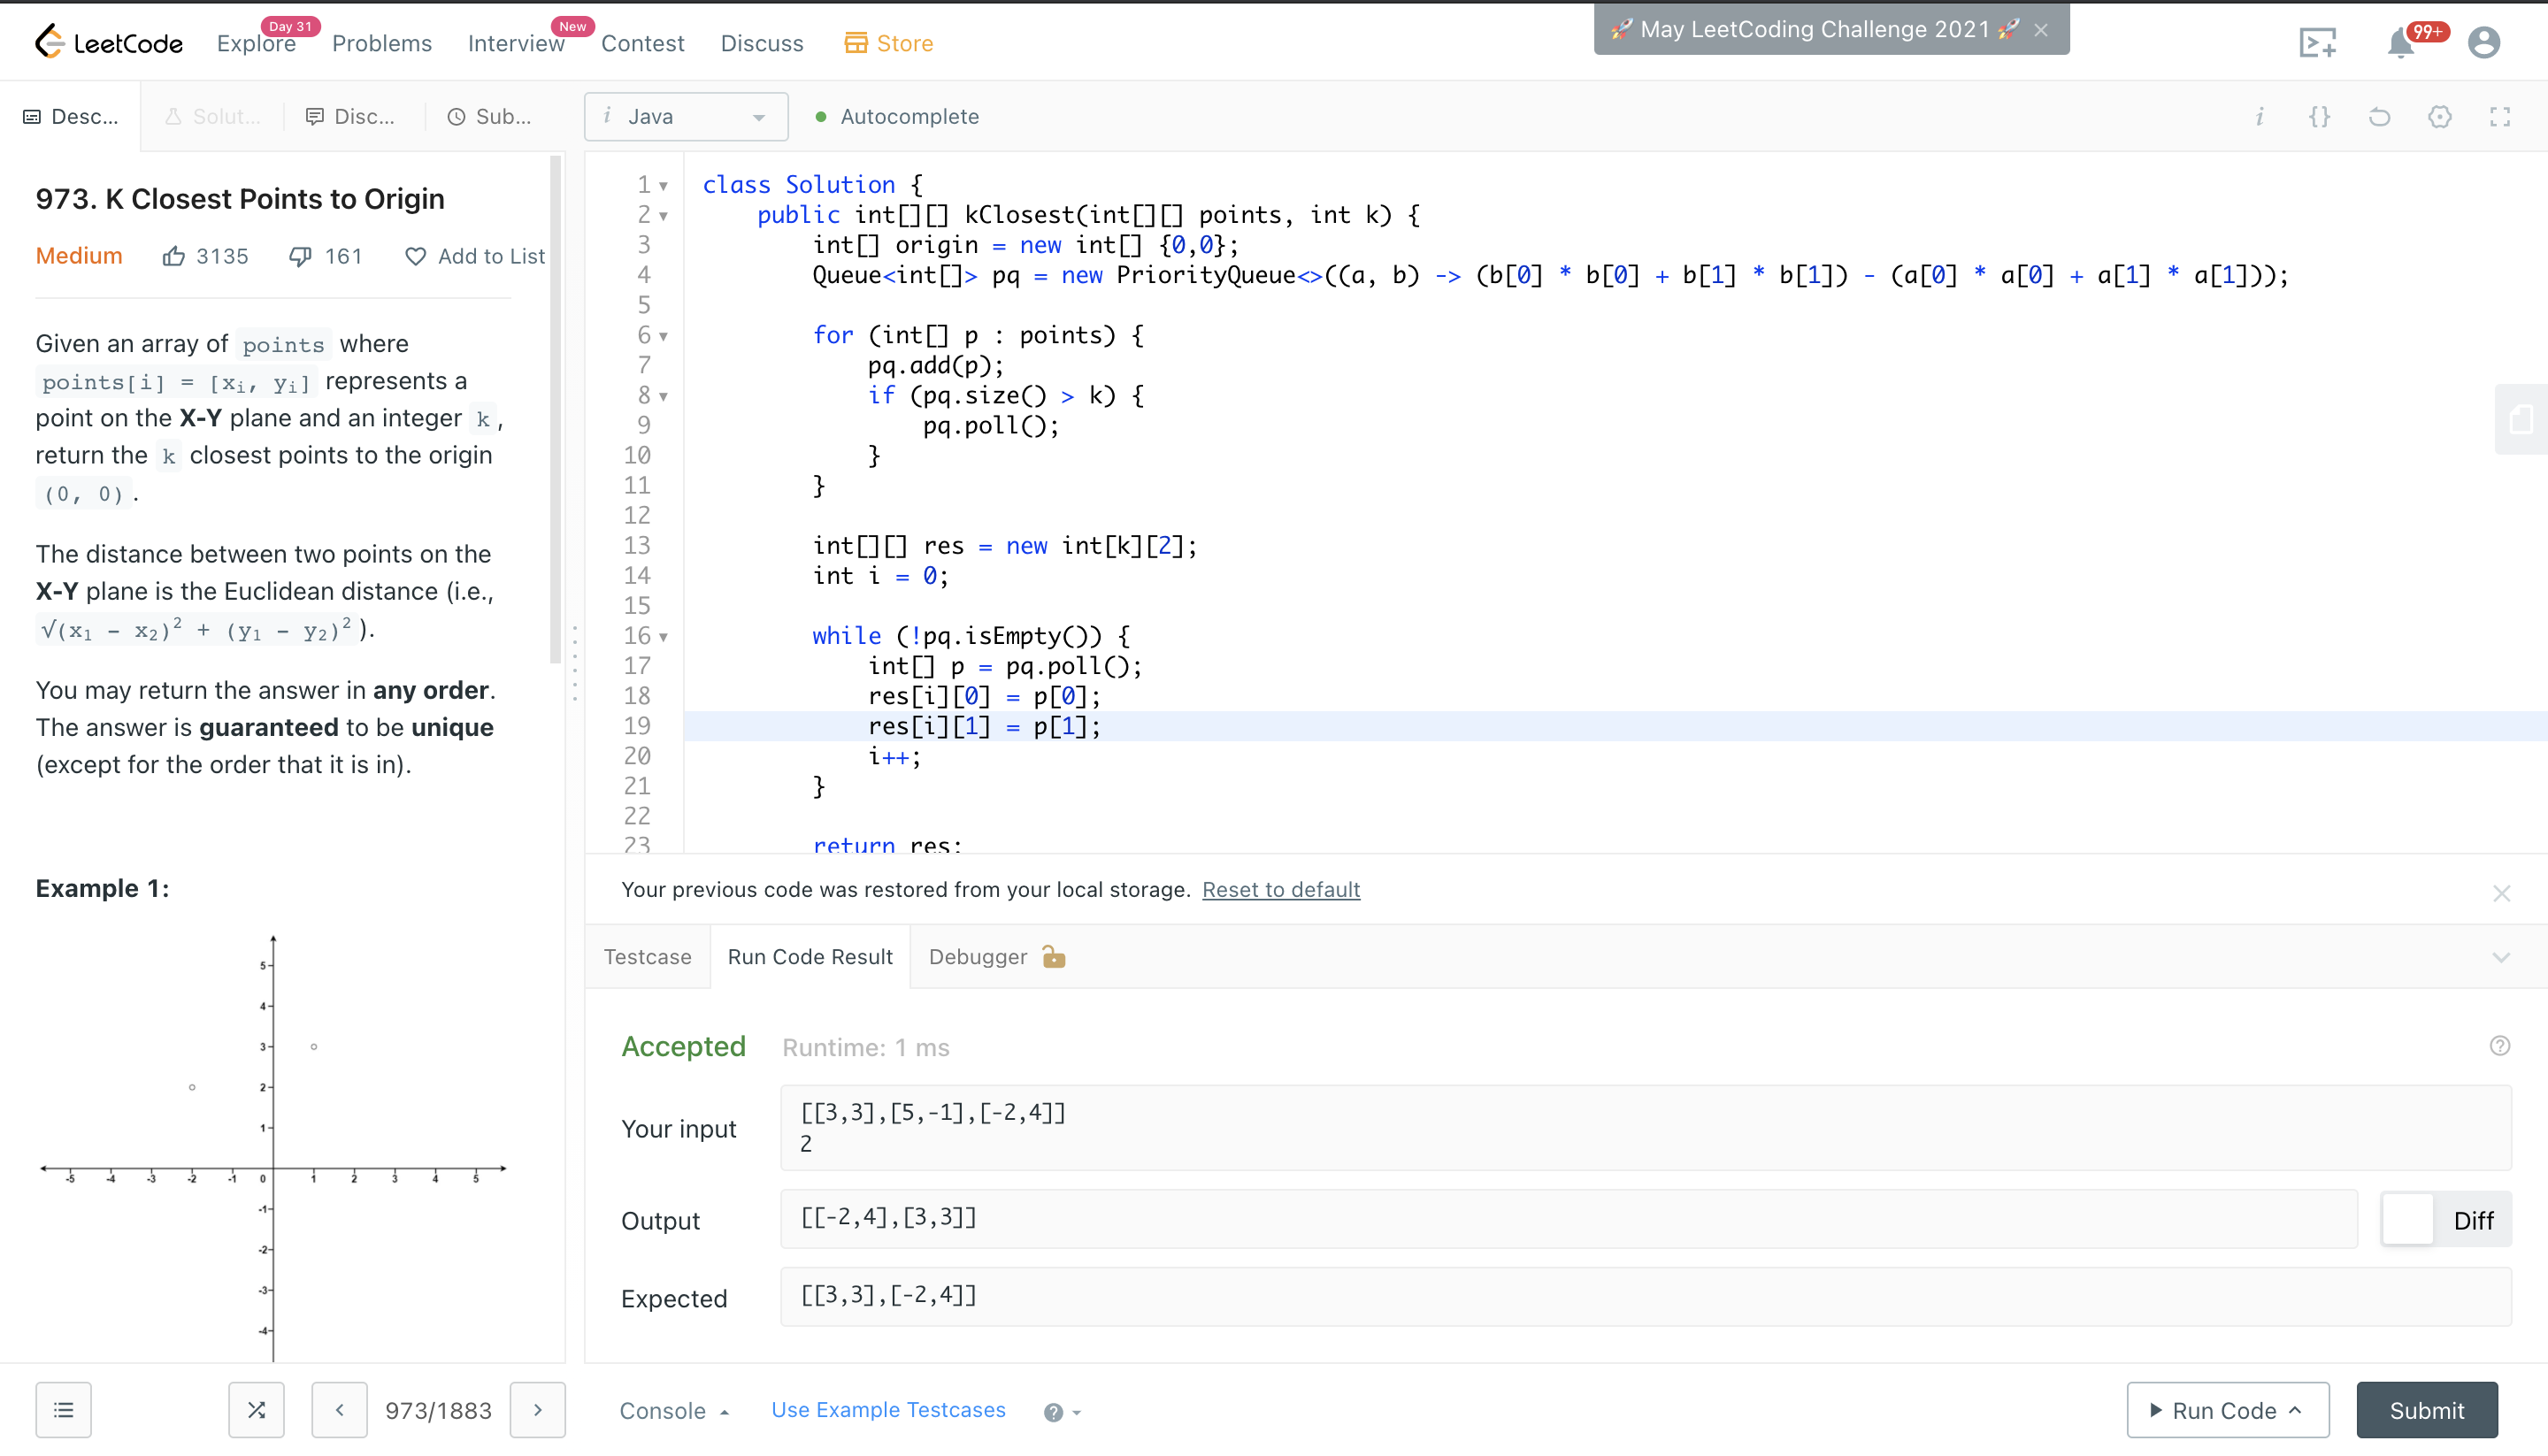 LeetCode
Explore
Day 31
Problems
Interview
New
Contest
Discuss
Store
🚀 May LeetCoding Challenge 2021 🚀
99+
Desc...
Solut...
Disc...
Sub...
i Java
Autocomplete
973. K Closest Points to Origin
Medium 3135 161 Add to List
Given an array of points where
points[i] = [xi, yi] represents a
point on the X-Y plane and an integer k,
return the k closest points to the origin
(0, 0).
The distance between two points on the
X-Y plane is the Euclidean distance (i.e.,
√(x1 - x2)² + (y1 - y2)²).
You may return the answer in any order.
The answer is guaranteed to be unique
(except for the order that it is in).
Example 1:
5
4
3
2
1
-5 -4 -3 -2 -1 0 1 2 3 4 5
-1
-2
-3
-4
973/1883
1 class Solution {
2 public int[][] kClosest(int[][] points, int k) {
3 int[] origin = new int[] {0,0};
4 Queue<int[]> pq = new PriorityQueue<>((a, b) -> (b[0] * b[0] + b[1] * b[1]) - (a[0] * a[0] + a[1] * a[1]));
5
6 for (int[] p : points) {
7 pq.add(p);
8 if (pq.size() > k) {
9 pq.poll();
10 }
11 }
12
13 int[][] res = new int[k][2];
14 int i = 0;
15
16 while (!pq.isEmpty()) {
17 int[] p = pq.poll();
18 res[i][0] = p[0];
19 res[i][1] = p[1];
20 i++;
21 }
22
23 return res;
Your previous code was restored from your local storage. Reset to default
Testcase
Run Code Result
Debugger
Accepted Runtime: 1 ms
Your input
[[3,3],[5,-1],[-2,4]]
2
Output
[[-2,4],[3,3]]
Diff
Expected
[[3,3],[-2,4]]
Console
Use Example Testcases
Run Code
Submit